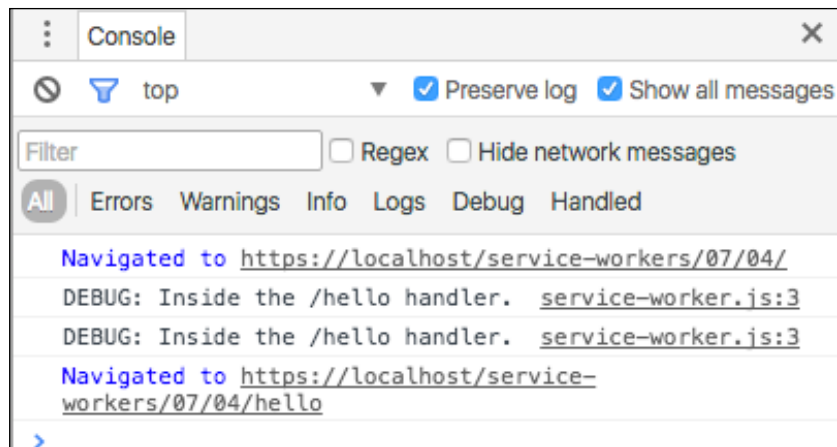 Console
top Preserve log Show all messages
Filter Regex Hide network messages
All Errors Warnings Info Logs Debug Handled
Navigated to https://localhost/service-workers/07/04/
DEBUG: Inside the /hello handler. service-worker.js:3
DEBUG: Inside the /hello handler. service-worker.js:3
Navigated to https://localhost/service-
workers/07/04/hello